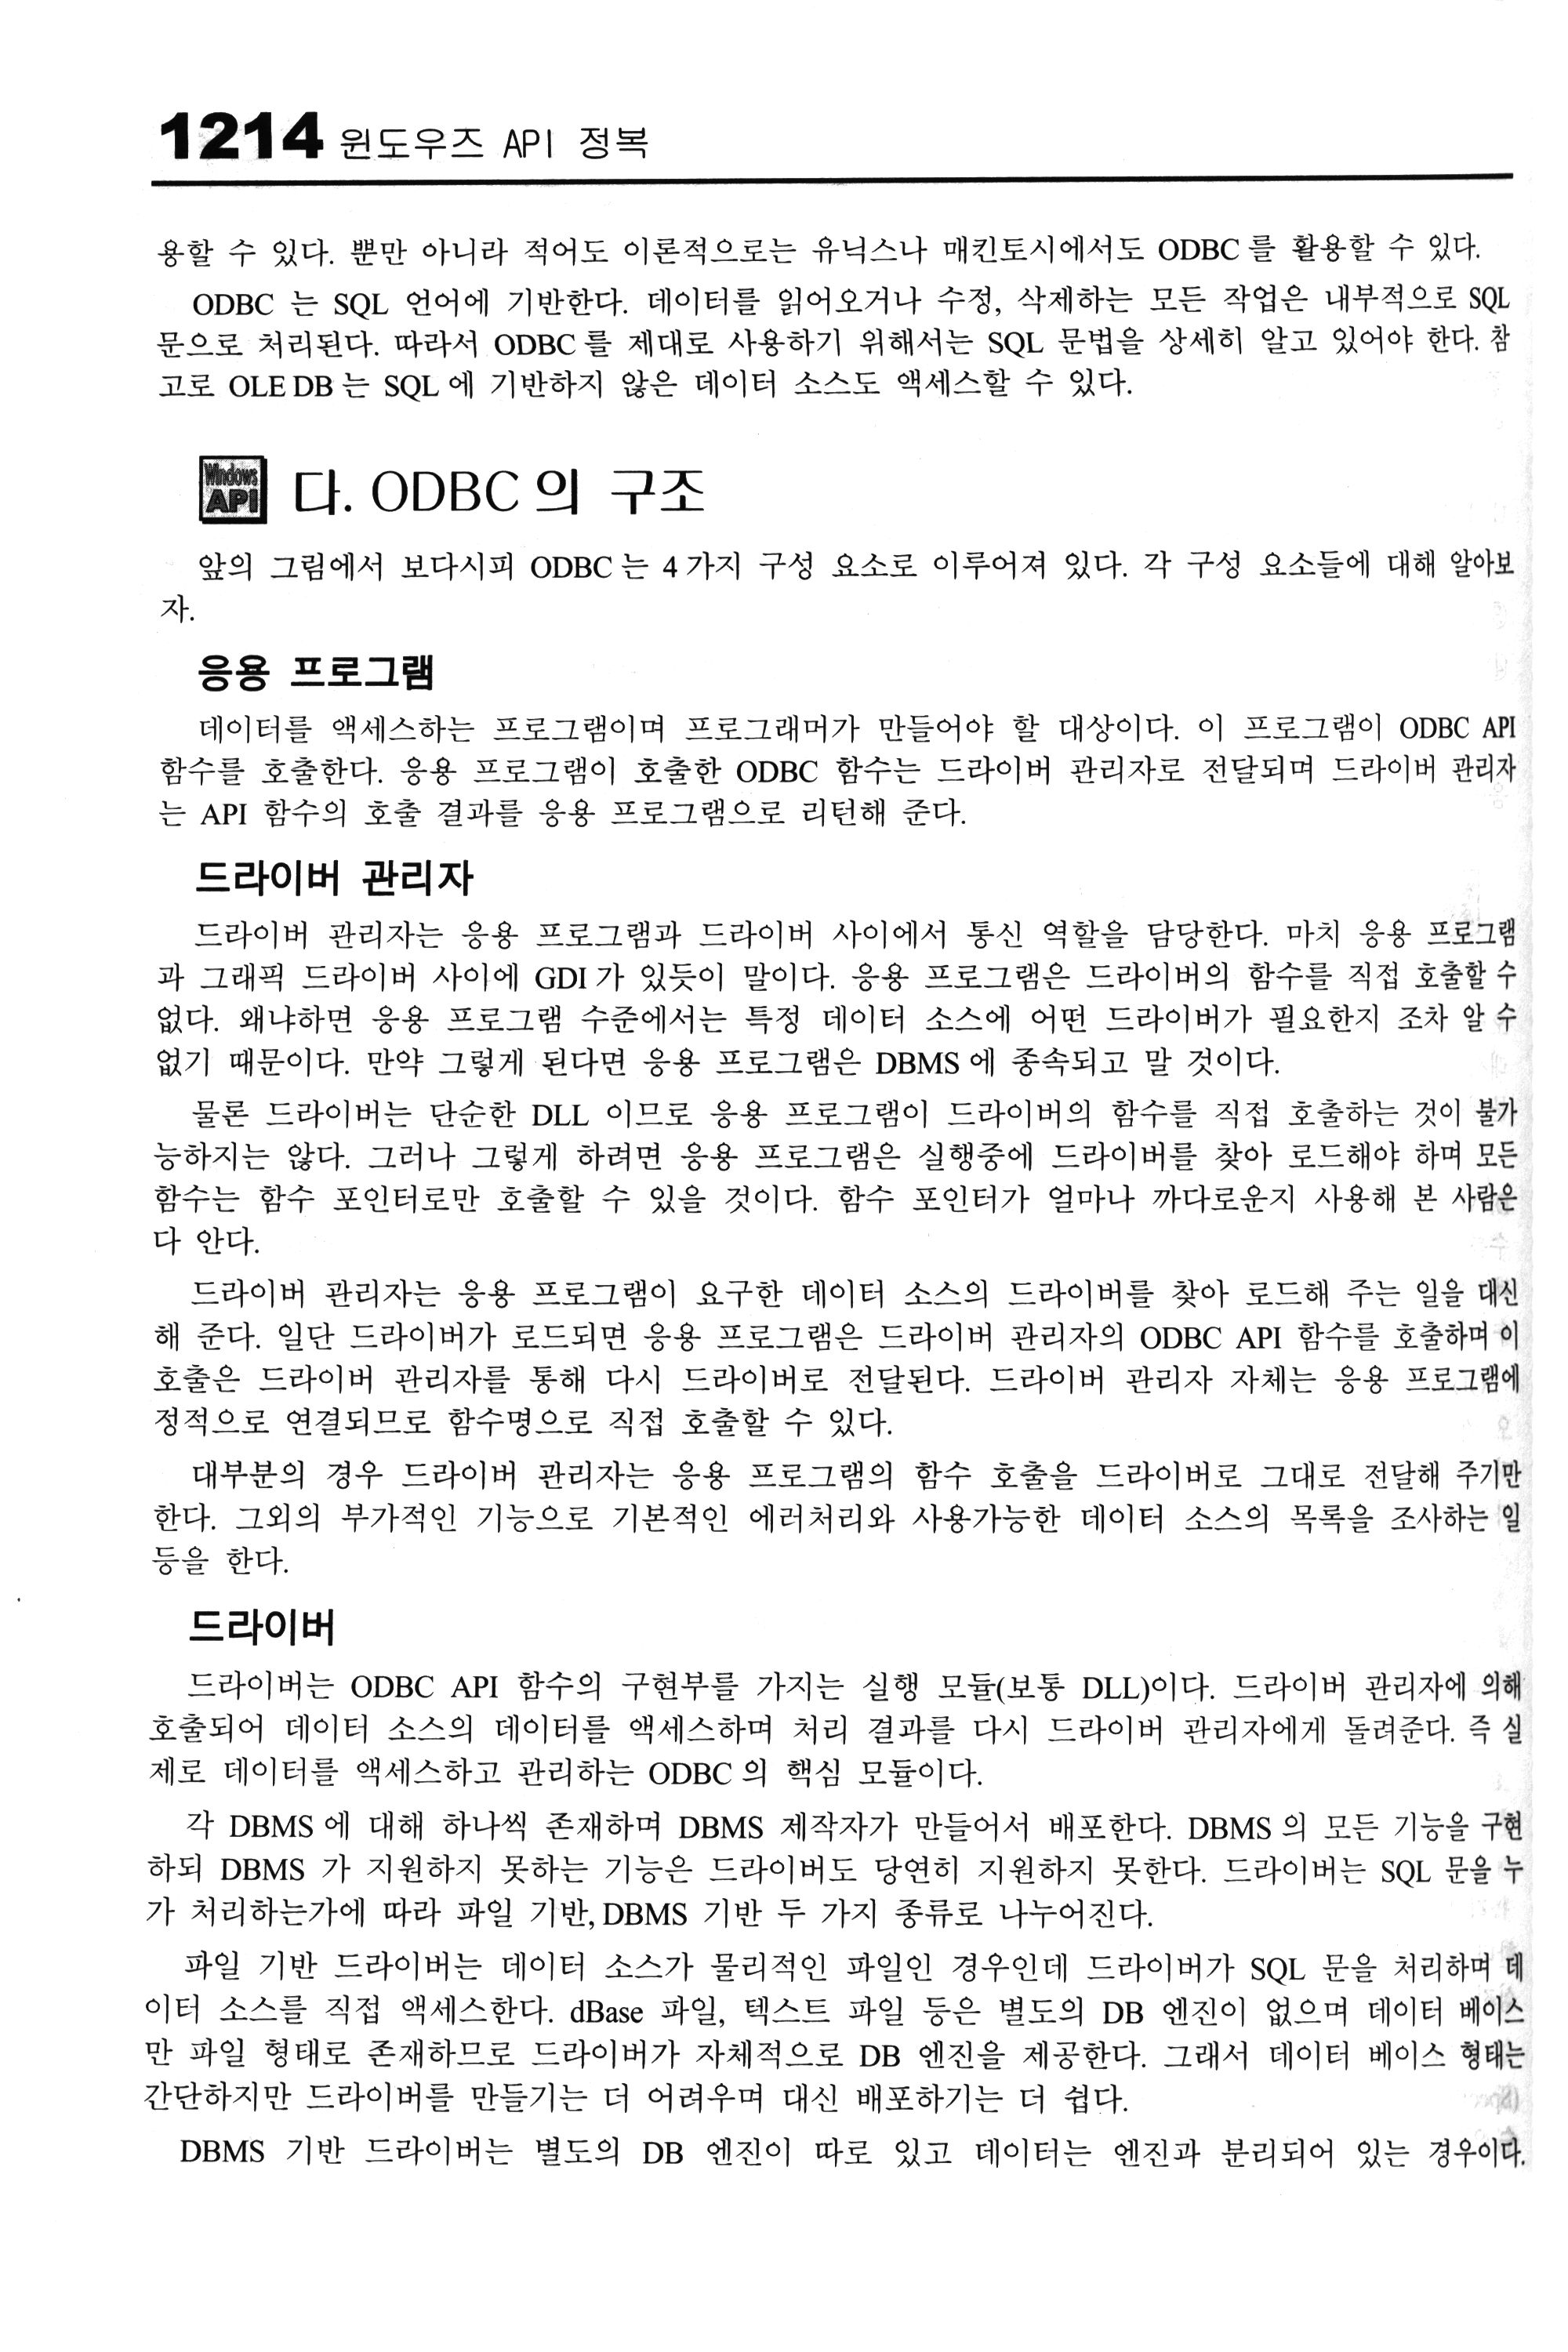 1214 윈도우즈 API 정복
용할 수 있다. 뿐만 아니라 적어도 이론적으로는 유닉스나 매킨토시에서도 ODBC를 활용할 수 있다.
ODBC 는 SQL 언어에 기반한다. 데이터를 읽어오거나 수정, 삭제하는 모든 작업은 내부적으로 SQL
문으로 처리된다. 따라서 ODBC를 제대로 사용하기 위해서는 SQL 문법을 상세히 알고 있어야 한다. 참
고로 OLE DB는 SQL에 기반하지 않은 데이터 소스도 액세스할 수 있다.
Windows
API
다. ODBC의 구조
앞의 그림에서 보다시피 ODBC는 4가지 구성 요소로 이루어져 있다. 각 구성 요소들에 대해 알아보
자.
응용 프로그램
데이터를 액세스하는 프로그램이며 프로그래머가 만들어야 할 대상이다. 이 프로그램이 ODBC API
함수를 호출한다. 응용 프로그램이 호출한 ODBC 함수는 드라이버 관리자로 전달되며 드라이버 관리자
는 API 함수의 호출 결과를 응용 프로그램으로 리턴해 준다.
드라이버 관리자
드라이버 관리자는 응용 프로그램과 드라이버 사이에서 통신 역할을 담당한다. 마치 응용 프로그램
과 그래픽 드라이버 사이에 GDI가 있듯이 말이다. 응용 프로그램은 드라이버의 함수를 직접 호출할 수
없다. 왜냐하면 응용 프로그램 수준에서는 특정 데이터 소스에 어떤 드라이버가 필요한지 조차 알 수
없기 때문이다. 만약 그렇게 된다면 응용 프로그램은 DBMS에 종속되고 말 것이다.
물론 드라이버는 단순한 DLL 이므로 응용 프로그램이 드라이버의 함수를 직접 호출하는 것이 불가
능하지는 않다. 그러나 그렇게 하려면 응용 프로그램은 실행중에 드라이버를 찾아 로드해야 하며 모든
함수는 함수 포인터로만 호출할 수 있을 것이다. 함수 포인터가 얼마나 까다로운지 사용해 본 사람은
다 안다.
드라이버 관리자는 응용 프로그램이 요구한 데이터 소스의 드라이버를 찾아 로드해 주는 일을 대신
해 준다. 일단 드라이버가 로드되면 응용 프로그램은 드라이버 관리자의 ODBC API 함수를 호출하며 이
호출은 드라이버 관리자를 통해 다시 드라이버로 전달된다. 드라이버 관리자 자체는 응용 프로그램에
정적으로 연결되므로 함수명으로 직접 호출할 수 있다.
대부분의 경우 드라이버 관리자는 응용 프로그램의 함수 호출을 드라이버로 그대로 전달해 주기만
한다. 그외의 부가적인 기능으로 기본적인 에러처리와 사용가능한 데이터 소스의 목록을 조사하는 일
등을 한다.
드라이버
드라이버는 ODBC API 함수의 구현부를 가지는 실행 모듈(보통 DLL)이다. 드라이버 관리자에 의해
호출되어 데이터 소스의 데이터를 액세스하며 처리 결과를 다시 드라이버 관리자에게 돌려준다. 즉 실
제로 데이터를 액세스하고 관리하는 ODBC의 핵심 모듈이다.
각 DBMS에 대해 하나씩 존재하며 DBMS 제작자가 만들어서 배포한다. DBMS의 모든 기능을 구현
하되 DBMS 가 지원하지 못하는 기능은 드라이버도 당연히 지원하지 못한다. 드라이버는 SQL 문을 누
가 처리하는가에 따라 파일 기반, DBMS 기반 두 가지 종류로 나누어진다.
파일 기반 드라이버는 데이터 소스가 물리적인 파일인 경우인데 드라이버가 SQL 문을 처리하며 데
이터 소스를 직접 액세스한다. dBase 파일, 텍스트 파일 등은 별도의 DB 엔진이 없으며 데이터 베이스
만 파일 형태로 존재하므로 드라이버가 자체적으로 DB 엔진을 제공한다. 그래서 데이터 베이스 형태는
간단하지만 드라이버를 만들기는 더 어려우며 대신 배포하기는 더 쉽다.
DBMS 기반 드라이버는 별도의 DB 엔진이 따로 있고 데이터는 엔진과 분리되어 있는 경우이다.